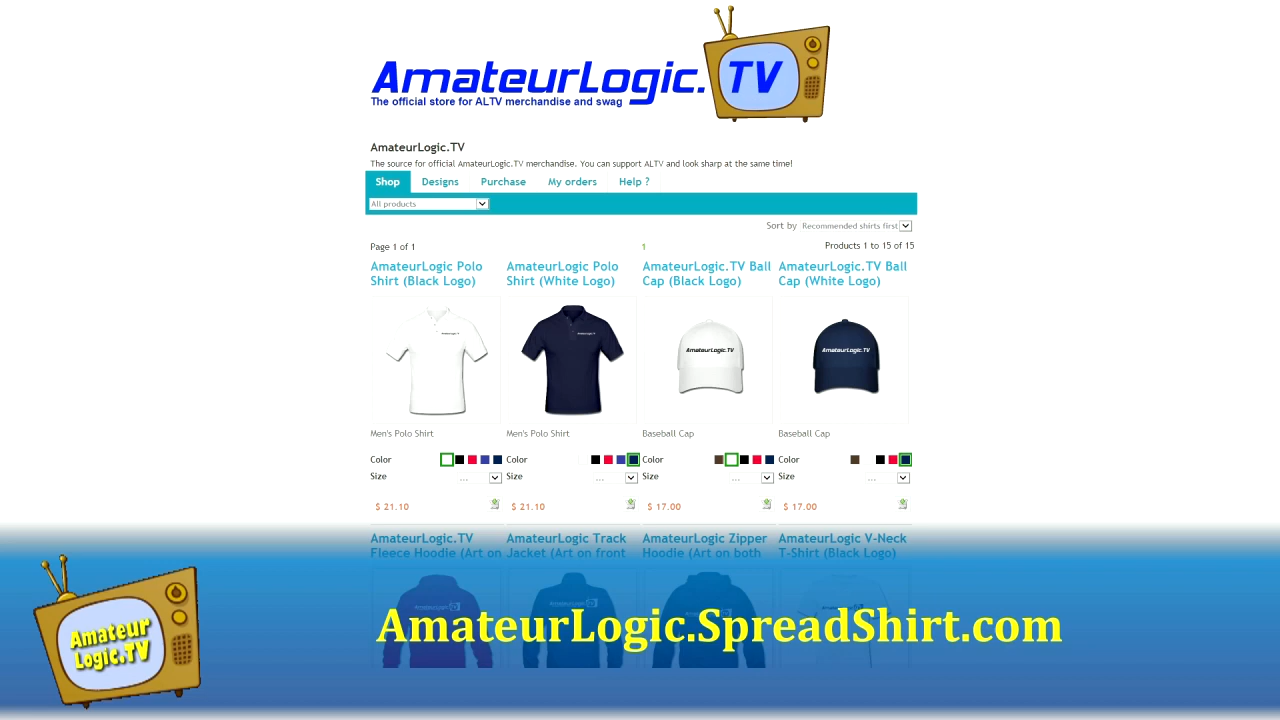 AmateurLogic.TV
The official store for ALTV merchandise and swag
AmateurLogic.TV
The source for official AmateurLogic.TV merchandise. You can support ALTV and look sharp at the same time!
Shop Designs Purchase My orders Help ?
All products
Sort by Recommended shirts first
Page 1 of 1 1 Products 1 to 15 of 15
AmateurLogic Polo Shirt (Black Logo)
AmateurLogic Polo Shirt (White Logo)
AmateurLogic.TV Ball Cap (Black Logo)
AmateurLogic.TV Ball Cap (White Logo)
AmateurLogic.TV
AmateurLogic.TV
AmateurLogic.TV
AmateurLogic.TV
Men's Polo Shirt Men's Polo Shirt Baseball Cap Baseball Cap
Color Color Color Color
Size ... Size ... Size ... Size ...
$ 21.10 $ 21.10 $ 17.00 $ 17.00
AmateurLogic.TV Fleece Hoodie (Art on
AmateurLogic Track Jacket (Art on front
AmateurLogic Zipper Hoodie (Art on both
AmateurLogic V-Neck T-Shirt (Black Logo)
Amateur
Logic.TV
AmateurLogic.SpreadShirt.com